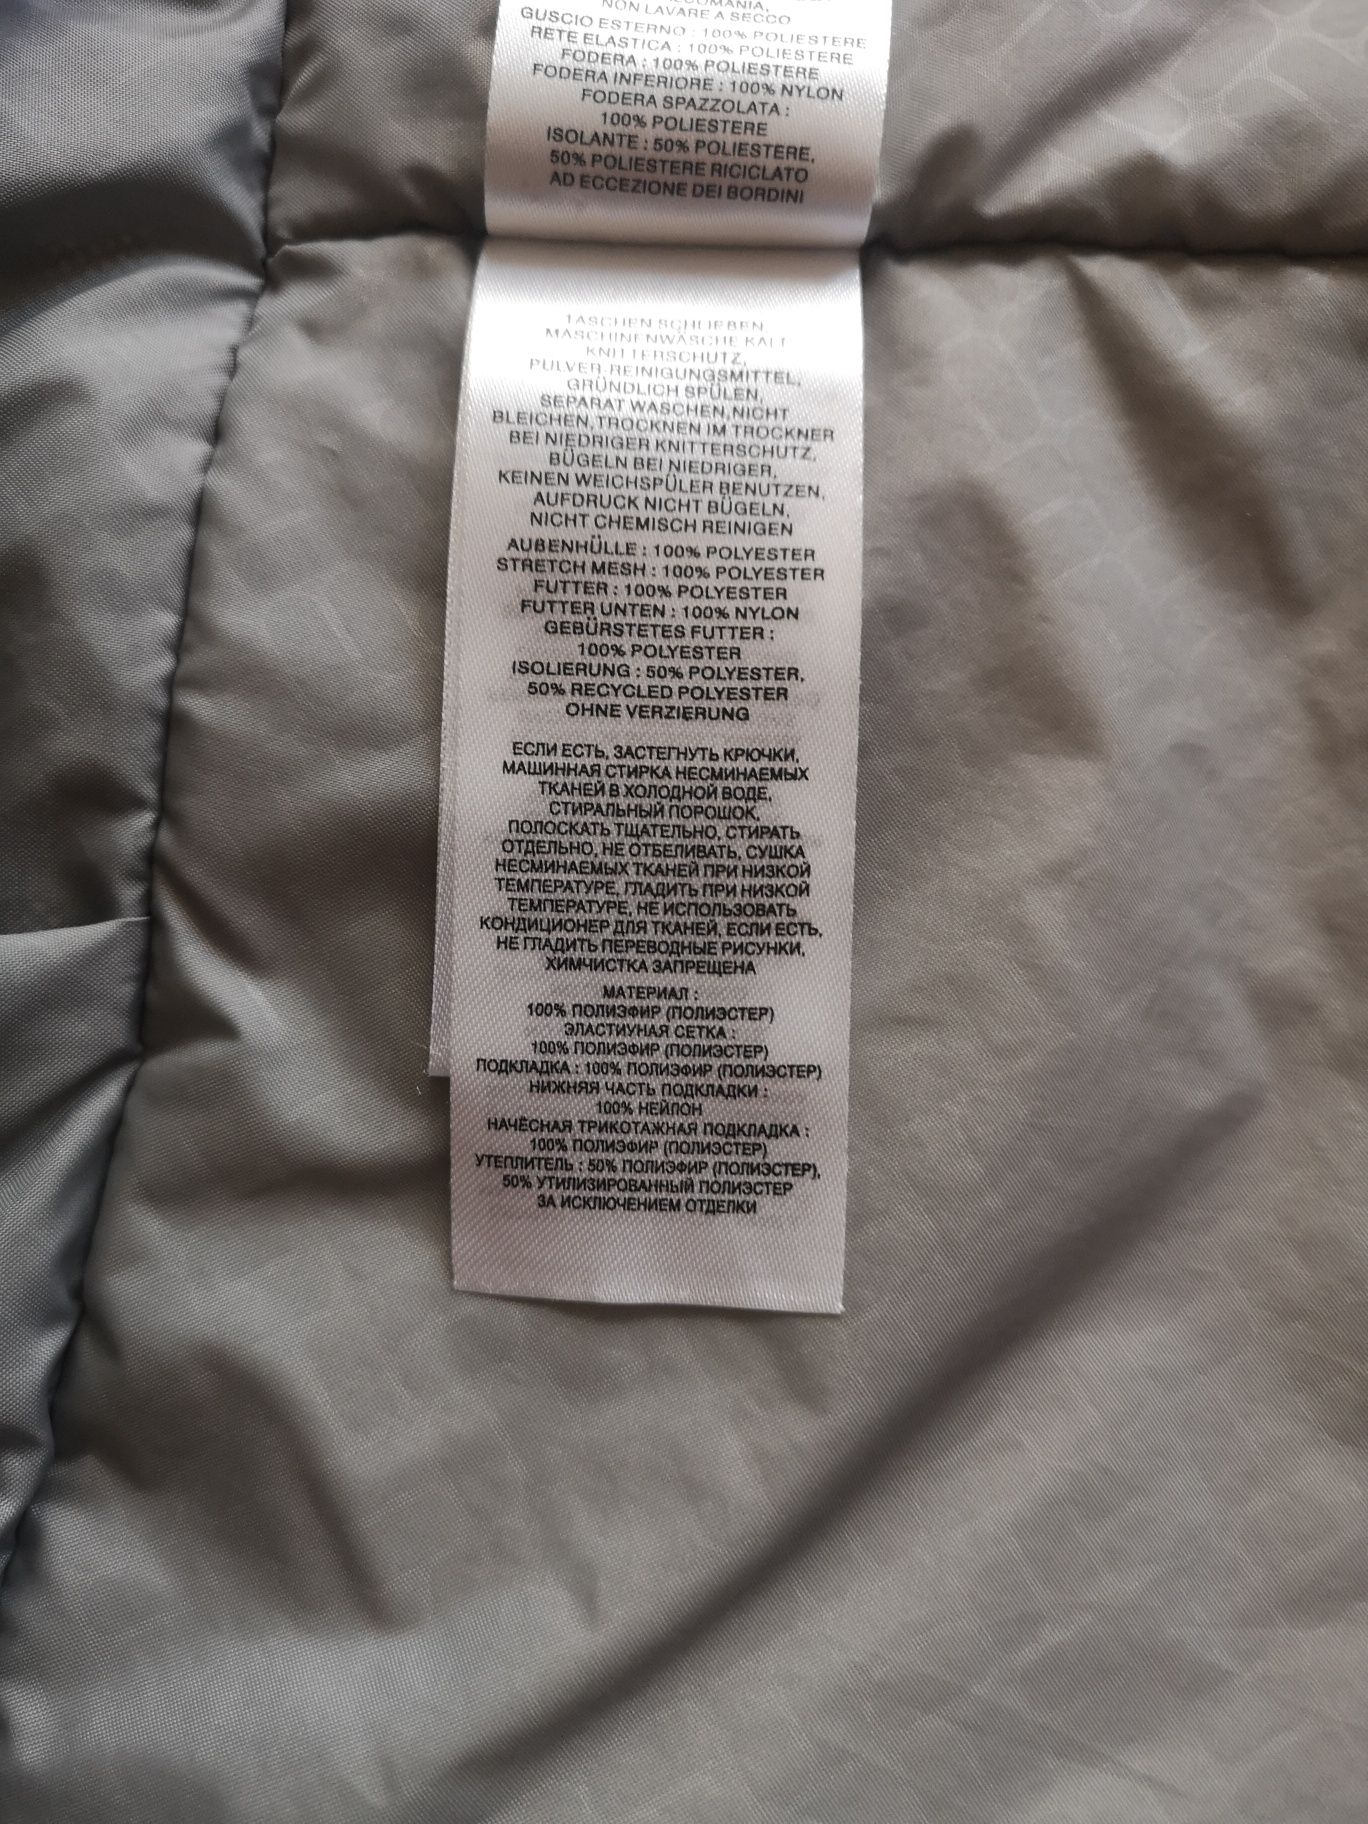 NON LAVARE A SECCO
GUSCIO ESTERNO : 100% POLIESTERE
RETE ELASTICA : 100% POLIESTERE
FODERA : 100% POLIESTERE
FODERA INFERIORE : 100% NYLON
FODERA SPAZZOLATA :
100% POLIESTERE
ISOLANTE : 50% POLIESTERE,
50% POLIESTERE RICICLATO
AD ECCEZIONE DEI BORDINI
TASCHEN SCHLIEBEN
MASCHINENWÄSCHE KALT
KNITTERSCHUTZ,
PULVER-REINIGUNGSMITTEL,
GRÜNDLICH SPÜLEN,
SEPARAT WASCHEN,NICHT
BLEICHEN,TROCKNEN IM TROCKNER
BEI NIEDRIGER KNITTERSCHUTZ,
BÜGELN BEI NIEDRIGER,
KEINEN WEICHSPÜLER BENUTZEN,
AUFDRUCK NICHT BÜGELN,
NICHT CHEMISCH REINIGEN
AUBENHÜLLE : 100% POLYESTER
STRETCH MESH : 100% POLYESTER
FUTTER : 100% POLYESTER
FUTTER UNTEN : 100% NYLON
GEBÜRSTETES FUTTER :
100% POLYESTER
ISOLIERUNG : 50% POLYESTER,
50% RECYCLED POLYESTER
OHNE VERZIERUNG
ЕСЛИ ЕСТЬ, ЗАСТЕГНУТЬ КРЮЧКИ,
МАШИННАЯ СТИРКА НЕСМИНАЕМЫХ
ТКАНЕЙ В ХОЛОДНОЙ ВОДЕ,
СТИРАЛЬНЫЙ ПОРОШОК,
ПОЛОСКАТЬ ТЩАТЕЛЬНО, СТИРАТЬ
ОТДЕЛЬНО, НЕ ОТБЕЛИВАТЬ, СУШКА
НЕСМИНАЕМЫХ ТКАНЕЙ ПРИ НИЗКОЙ
ТЕМПЕРАТУРЕ, ГЛАДИТЬ ПРИ НИЗКОЙ
ТЕМПЕРАТУРЕ, НЕ ИСПОЛЬЗОВАТЬ
КОНДИЦИОНЕР ДЛЯ ТКАНЕЙ, ЕСЛИ ЕСТЬ,
НЕ ГЛАДИТЬ ПЕРЕВОДНЫЕ РИСУНКИ,
ХИМЧИСТКА ЗАПРЕЩЕНА
МАТЕРИАЛ :
100% ПОЛИЭФИР (ПОЛИЭСТЕР)
ЭЛАСТИУНАЯ СЕТКА :
100% ПОЛИЭФИР (ПОЛИЭСТЕР)
ПОДКЛАДКА : 100% ПОЛИЭФИР (ПОЛИЭСТЕР)
НИЖНЯЯ ЧАСТЬ ПОДКЛАДКИ :
100% НЕЙЛОН
НАЧЁСНАЯ ТРИКОТАЖНАЯ ПОДКЛАДКА :
100% ПОЛИЭФИР (ПОЛИЭСТЕР)
УТЕПЛИТЕЛЬ : 50% ПОЛИЭФИР (ПОЛИЭСТЕР),
50% УТИЛИЗИРОВАННЫЙ ПОЛИЭСТЕР
ЗА ИСКЛЮЧЕНИЕМ ОТДЕЛКИ